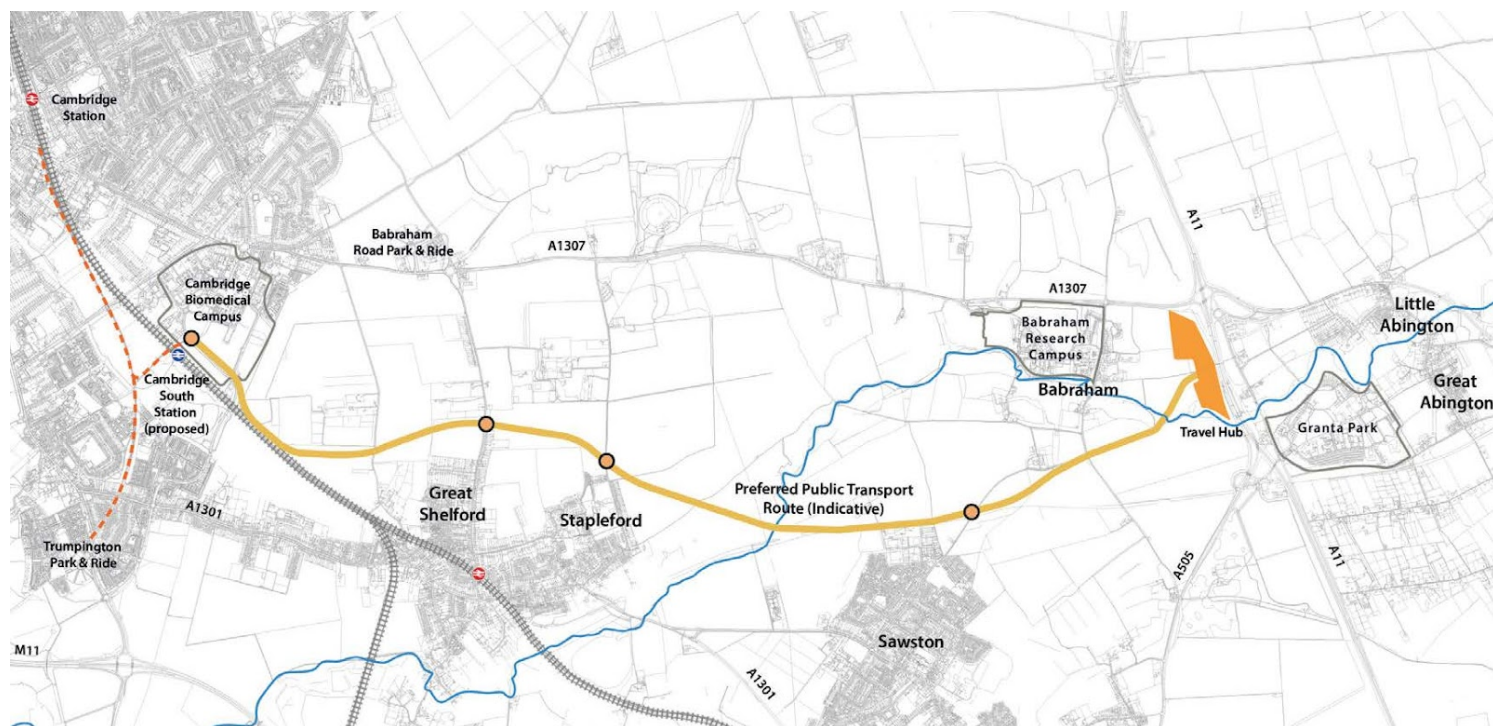 Cambridge
Station
A11
Babraham
Road Park & Ride
A1307
Cambridge
Biomedical
Campus
A1307
Little
Abington
Babraham
Research
Campus
Cambridge
South
Station
(proposed)
Babraham
Great
Abington
Travel Hub
Granta Park
Great
Shelford
Preferred Public Transport
Route (Indicative)
A1301
Stapleford
Trumpington
Park & Ride
A505
A11
M11
Sawston
A1301